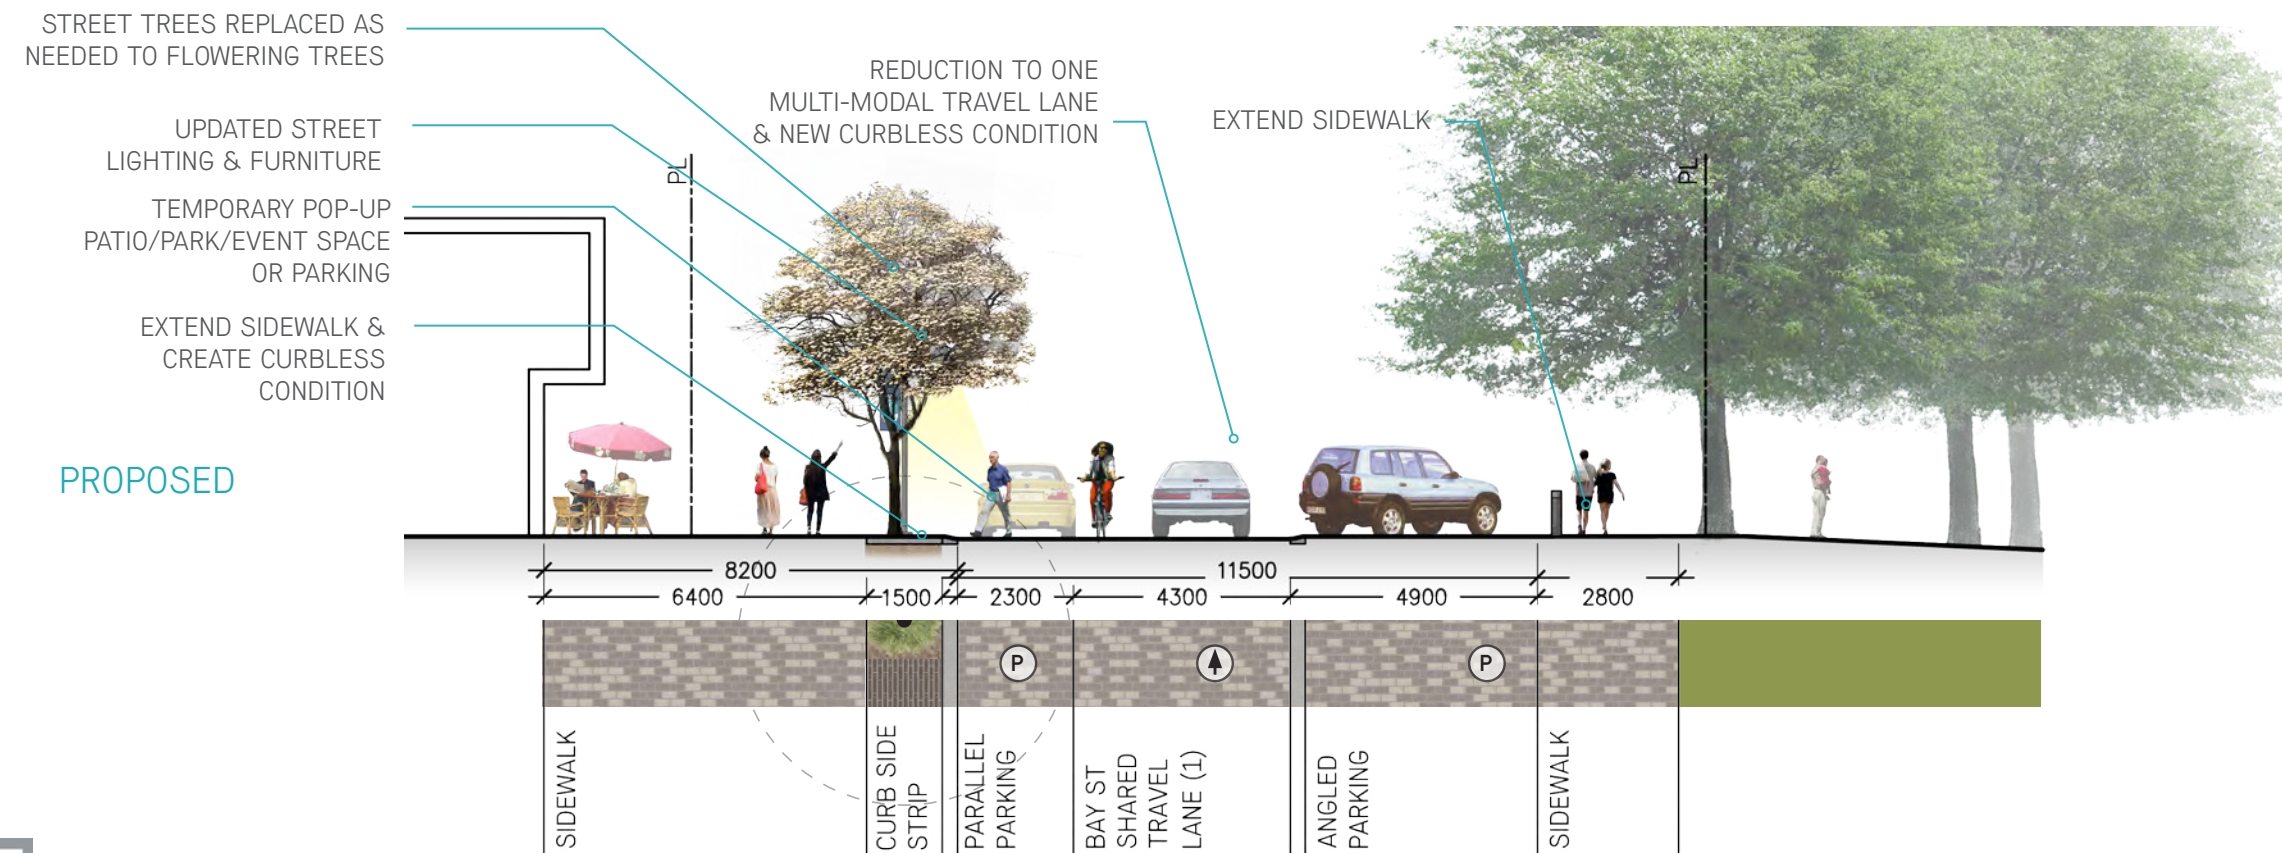 STREET TREES REPLACED AS
NEEDED TO FLOWERING TREES
UPDATED STREET
LIGHTING & FURNITURE
TEMPORARY POP-UP
PATIO/PARK/EVENT SPACE
OR PARKING
EXTEND SIDEWALK &
CREATE CURBLESS
CONDITION
REDUCTION TO ONE
MULTI-MODAL TRAVEL LANE
& NEW CURBLESS CONDITION
EXTEND SIDEWALK
PL
PL
PROPOSED
8200
11500
6400
1500
2300
4300
4900
2800
P
P
SIDEWALK
CURB SIDE
STRIP
PARALLEL
PARKING
BAY ST
SHARED
TRAVEL
LANE (1)
ANGLED
PARKING
SIDEWALK